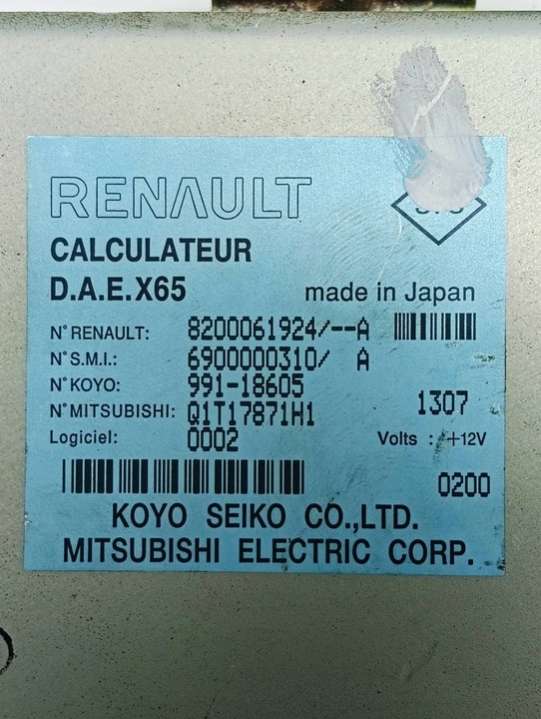 RENAULT
CALCULATEUR
D.A.E.X65 made in Japan
N° RENAULT: 8200061924/--A
N° S.M.I.: 6900000310/ A
N° KOYO: 991-18605
N° MITSUBISHI: Q1T17871H1 1307
Logiciel: 0002 Volts : +12V
0200
KOYO SEIKO CO.,LTD.
MITSUBISHI ELECTRIC CORP.